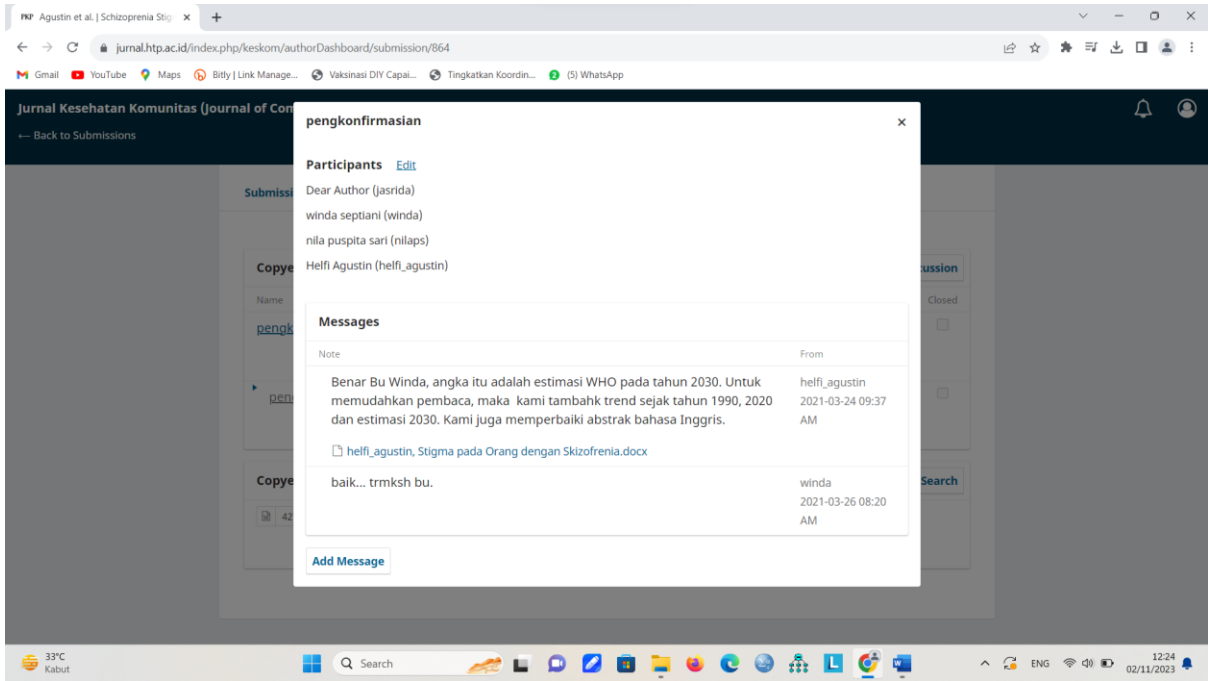 PKP Agustin et al. | Schizoprenia Stig
jurnal.htp.ac.id/index.php/keskom/authorDashboard/submission/864
Gmail YouTube Maps Bitly | Link Manage... Vaksinasi DIY Capai... Tingkatkan Koordin... (5) WhatsApp
Jurnal Kesehatan Komunitas (Journal of Com
← Back to Submissions
pengkonfirmasian
Participants Edit
Dear Author (jasrida)
winda septiani (winda)
nila puspita sari (nilaps)
Helfi Agustin (helfi_agustin)
Submissi
Copye
ussion
Name
Closed
pengk
pen
Messages
Note From
Benar Bu Winda, angka itu adalah estimasi WHO pada tahun 2030. Untuk
memudahkan pembaca, maka kami tambahk trend sejak tahun 1990, 2020
dan estimasi 2030. Kami juga memperbaiki abstrak bahasa Inggris.
helfi_agustin
2021-03-24 09:37
AM
helfi_agustin, Stigma pada Orang dengan Skizofrenia.docx
baik... trmksh bu.
winda
2021-03-26 08:20
AM
Copye
Search
42
Add Message
33°C
Kabut
Search
ENG
12:24
02/11/2023